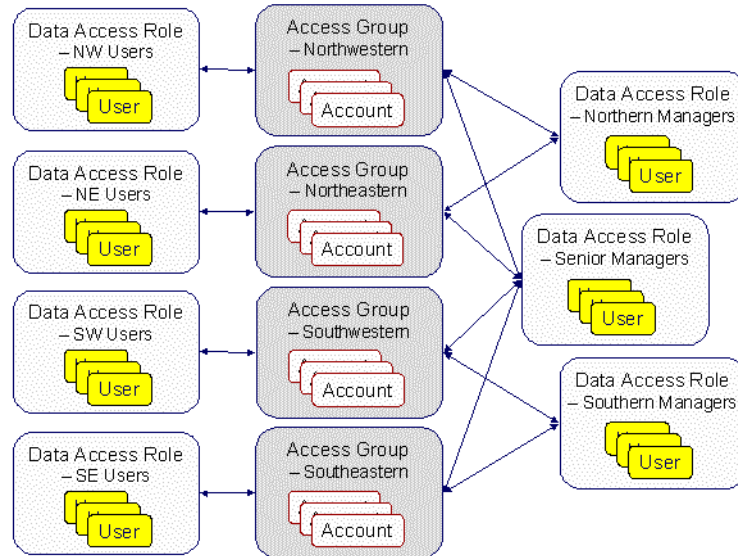 Data Access Role
– NW Users
User
Access Group
– Northwestern
Account
Data Access Role
– Northern Managers
User
Data Access Role
– NE Users
User
Access Group
– Northeastern
Account
Data Access Role
– Senior Managers
User
Data Access Role
– SW Users
User
Access Group
– Southwestern
Account
Data Access Role
– Southern Managers
User
Data Access Role
– SE Users
User
Access Group
– Southeastern
Account